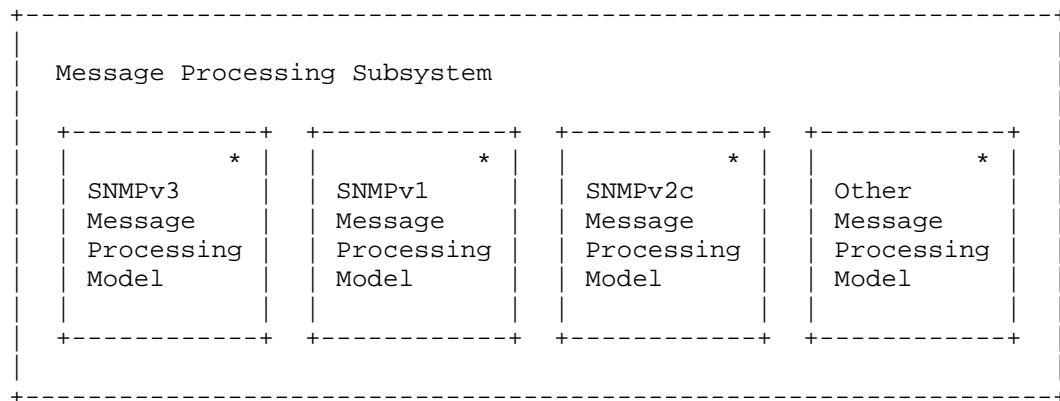 Message Processing Subsystem
* * * *
SNMPv3 SNMPv1 SNMPv2c Other
Message Message Message Message
Processing Processing Processing Processing
Model Model Model Model